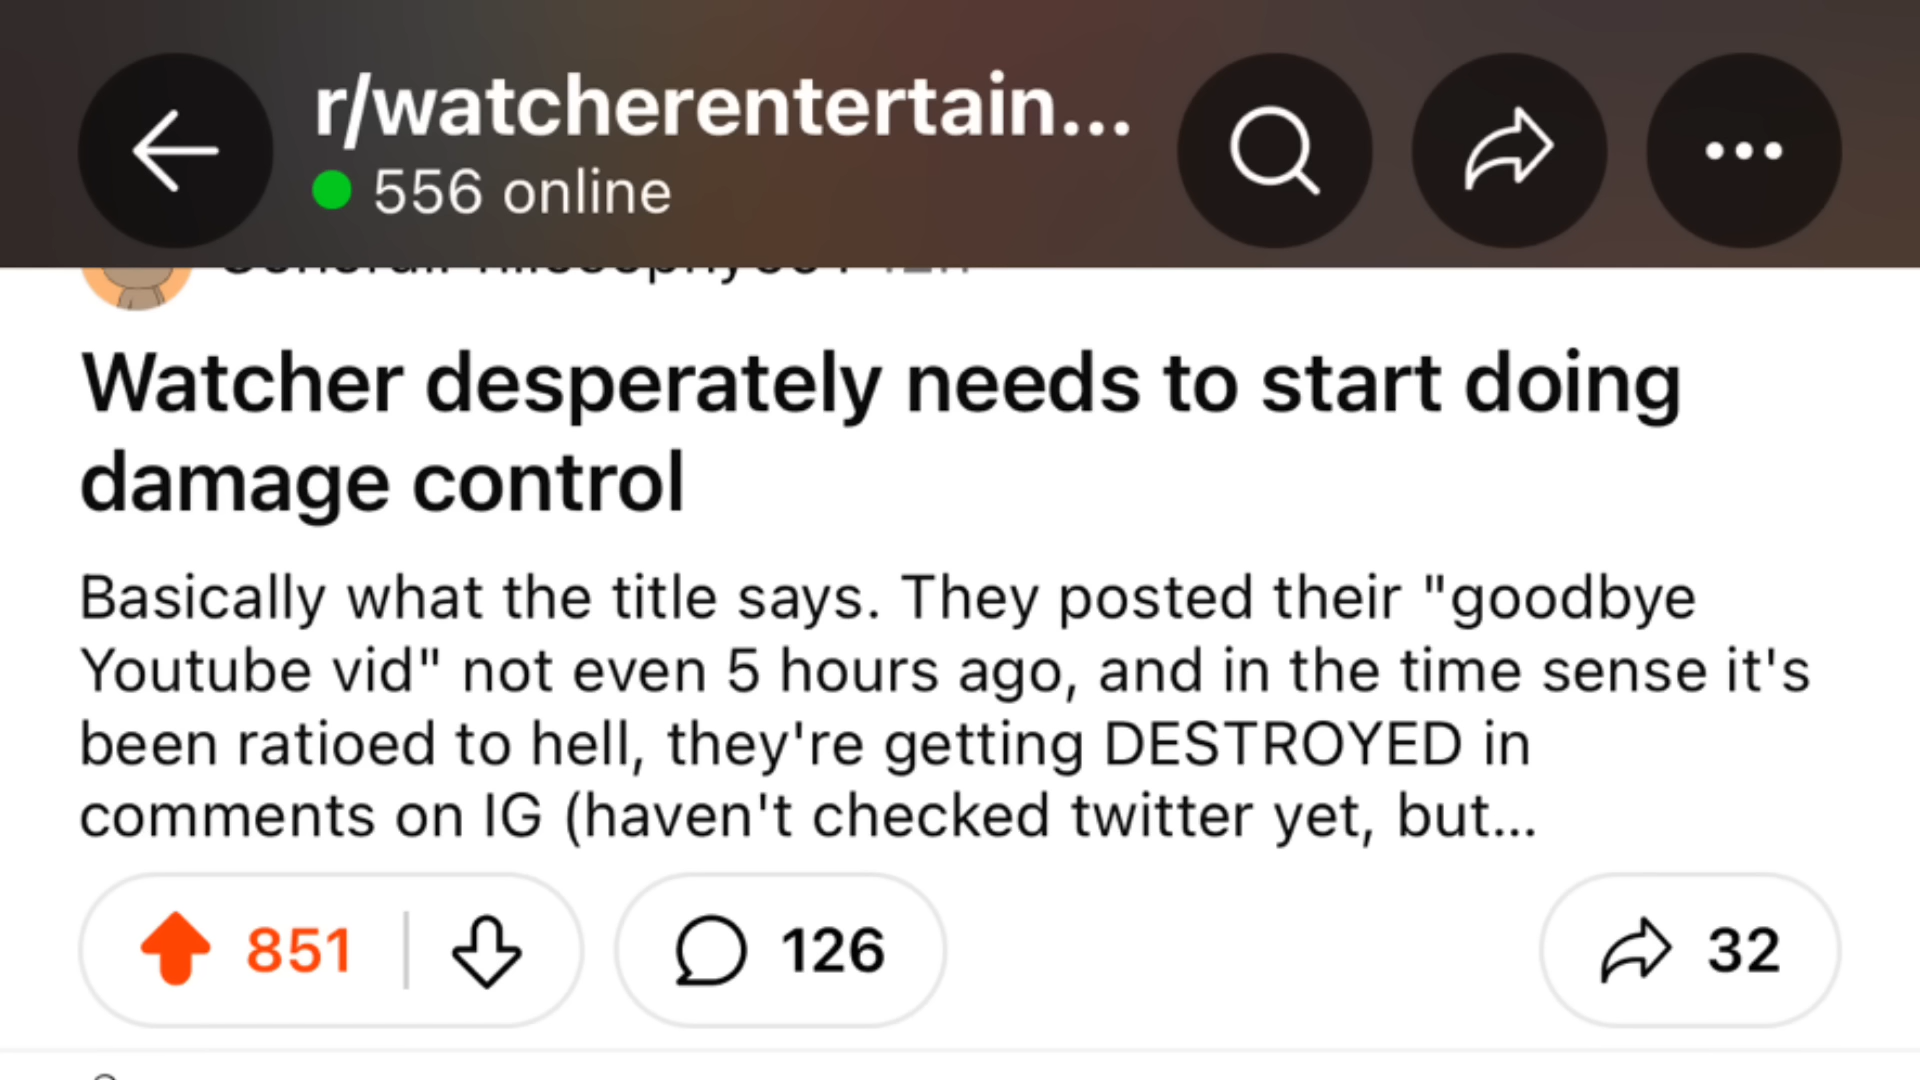 r/watcherentertain...
556 online
Watcher desperately needs to start doing
damage control
Basically what the title says. They posted their "goodbye
Youtube vid" not even 5 hours ago, and in the time sense it's
been ratioed to hell, they're getting DESTROYED in
comments on IG (haven't checked twitter yet, but...
851
126
32